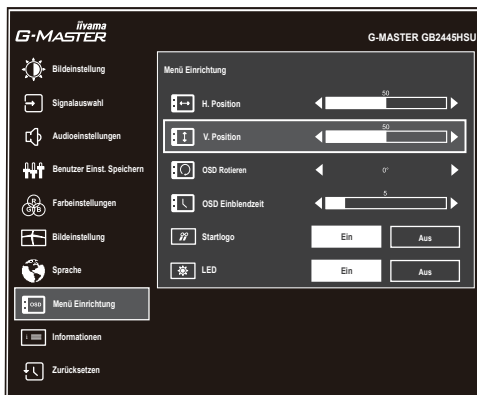 iiyama
G-MASTER
G-MASTER GB2445HSU
Bildeinstellung
Signalauswahl
Audioeinstellungen
Benutzer Einst. Speichern
R
G B
Farbeinstellungen
Bildeinstellung
Sprache
OSD
Menü Einrichtung
i
Informationen
Zurücksetzen
Menü Einrichtung
H. Position
50
V. Position
50
OSD Rotieren
0°
OSD Einblendzeit
5
Startlogo
Ein
Aus
LED
Ein
Aus